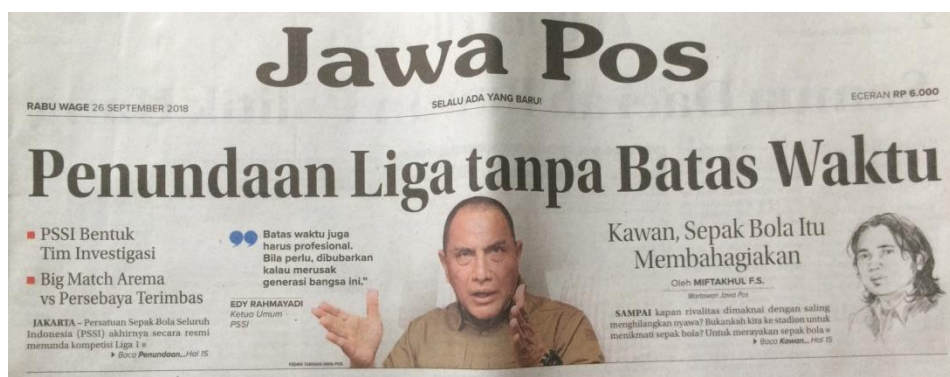 Jawa Pos
RABU WAGE 26 SEPTEMBER 2018
SELALU ADA YANG BARU!
ECERAN RP 6.000
Penundaan Liga tanpa Batas Waktu
PSSI Bentuk
Tim Investigasi
Big Match Arema
vs Persebaya Terimbas
JAKARTA – Persatuan Sepak Bola Seluruh
Indonesia (PSSI) akhirnya secara resmi
menunda kompetisi Liga 1
Baca Penundaan...Hal 15
Batas waktu juga
harus profesional.
Bila perlu, dibubarkan
kalau merusak
generasi bangsa ini."
EDY RAHMAYADI
Ketua Umum
PSSI
Kawan, Sepak Bola Itu
Membahagiakan
Oleh MIFTAKHUL F.S.
Wartawan Jawa Pos
SAMPAI kapan rivalitas dimaknai dengan saling
menghilangkan nyawa? Bukankah kita ke stadion untuk
menikmati sepak bola? Untuk merayakan sepak bola
Baca Kawan...Hal 15